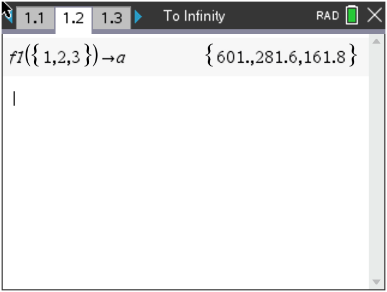 1.1 1.2 1.3 To Infinity RAD
f1({1,2,3})→a {601.,281.6,161.8}